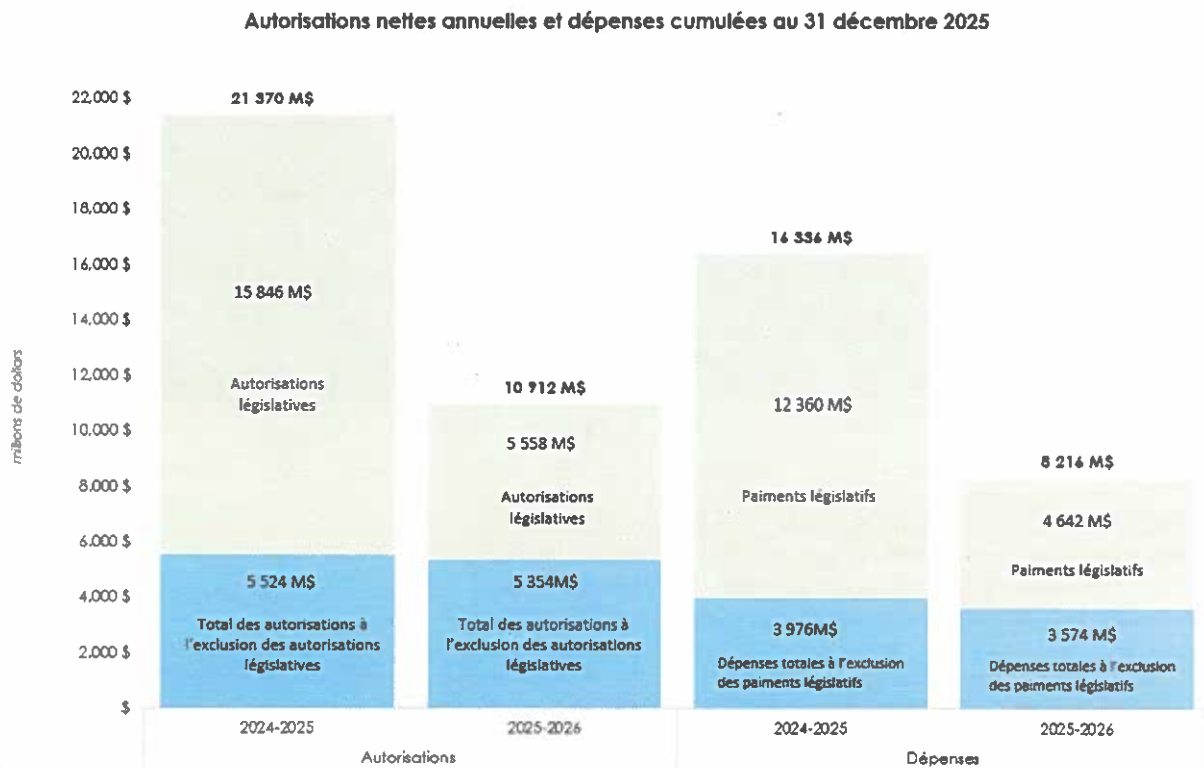 Autorisations nettes annuelles et dépenses cumulées au 31 décembre 2025
millions de dollars
22,000 $
20,000 $
18,000 $
16,000 $
14,000 $
12,000 $
10,000 $
8,000 $
6,000 $
4,000 $
2,000 $
$
21 370 M$
15 846 M$
Autorisations
législatives
5 524 M$
Total des autorisations à
l'exclusion des autorisations
législatives
2024-2025
10 912 M$
5 558 M$
Autorisations
législatives
5 354M$
Total des autorisations à
l'exclusion des autorisations
législatives
2025-2026
Autorisations
16 336 M$
12 360 M$
Paiments législatifs
3 976M$
Dépenses totales à l'exclusion
des paiments législatifs
2024-2025
8 216 M$
4 642 M$
Paiments législatifs
3 574 M$
Dépenses totales à l'exclusion
des paiments législatifs
2025-2026
Dépenses